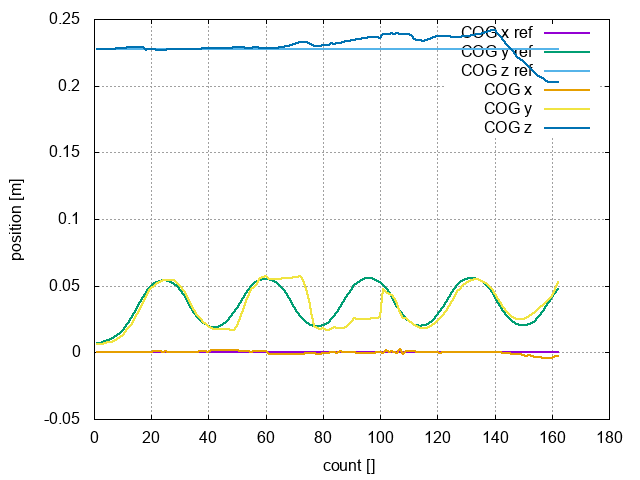 0.25
0.2
0.15
0.1
0.05
0
-0.05
0 20 40 60 80 100 120 140 160 180
position [m]
count []
COG x ref
COG y ref
COG z ref
COG x
COG y
COG z